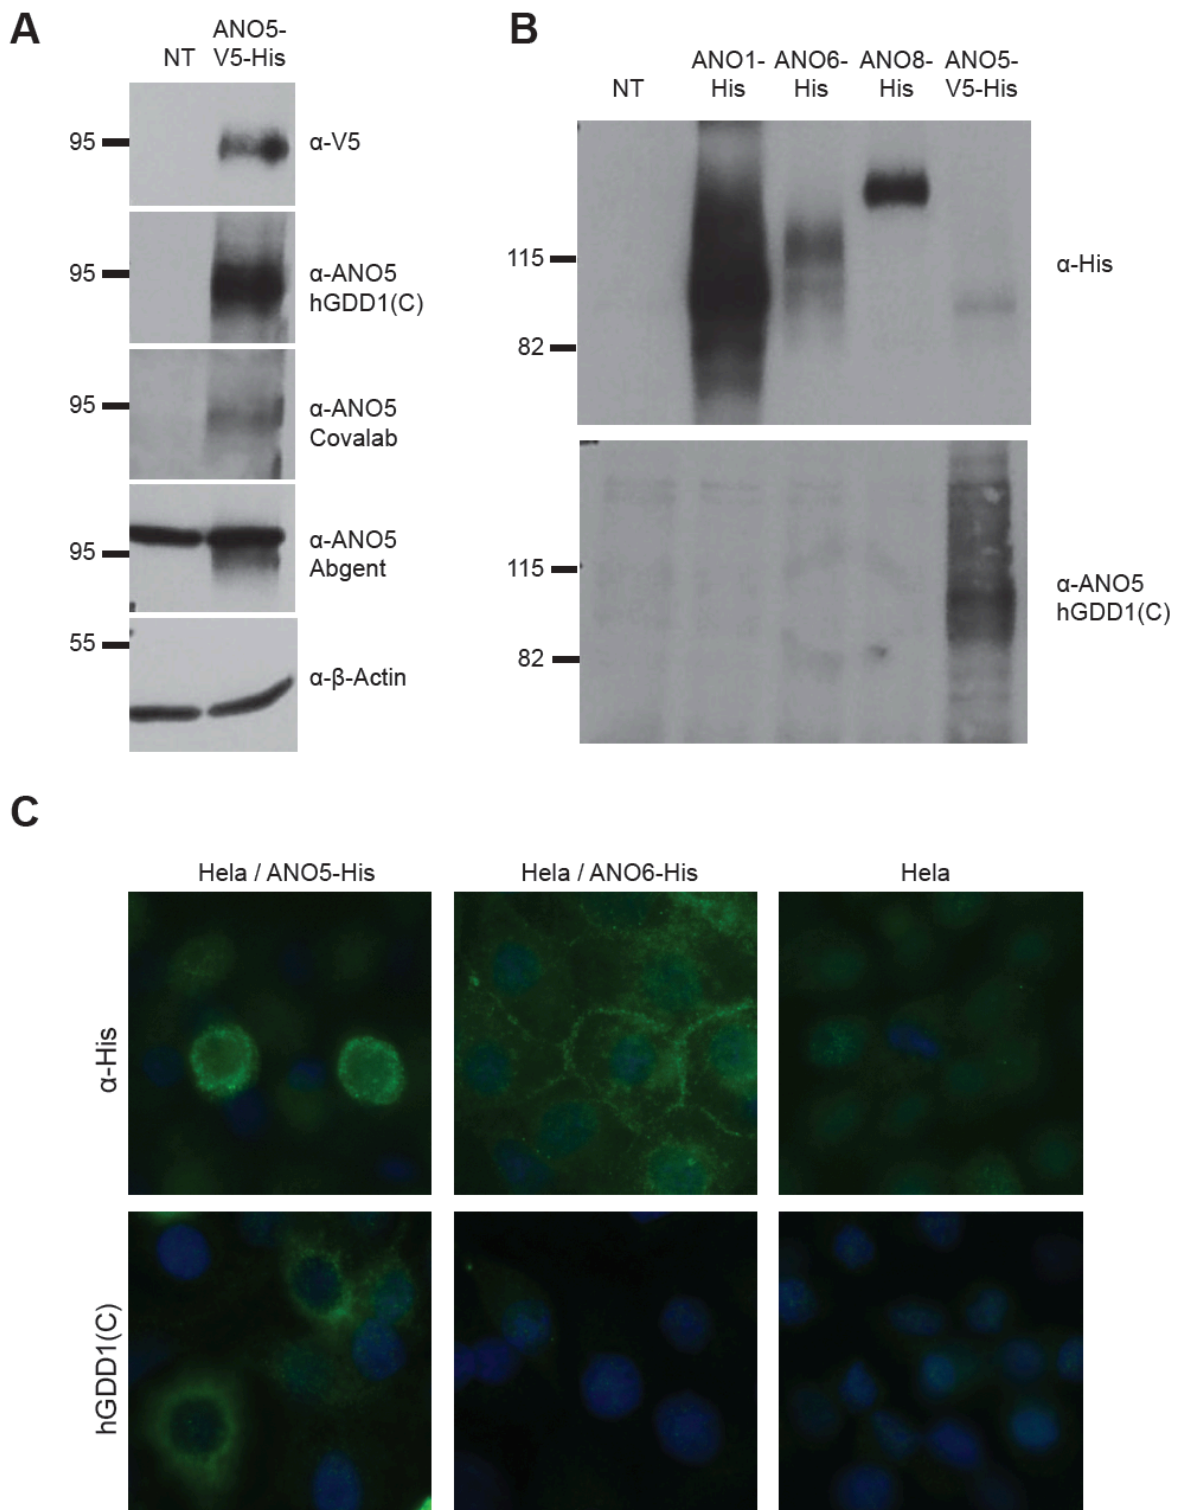 A
B
ANO5-
NT V5-His
95 α-V5
95 α-ANO5
hGDD1(C)
95 α-ANO5
Covalab
95 α-ANO5
Abgent
55
α-β-Actin
ANO1- ANO6- ANO8- ANO5-
NT His His His V5-His
115 α-His
82
115 α-ANO5
hGDD1(C)
82
C
Hela / ANO5-His Hela / ANO6-His Hela
α-His
hGDD1(C)